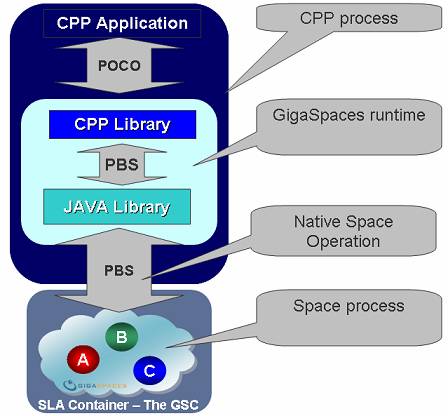 CPP Application
CPP process
POCO
GigaSpaces runtime
CPP Library
PBS
JAVA Library
Native Space
Operation
PBS
Space process
B
A
C
GIGASPACES
SLA Container – The GSC